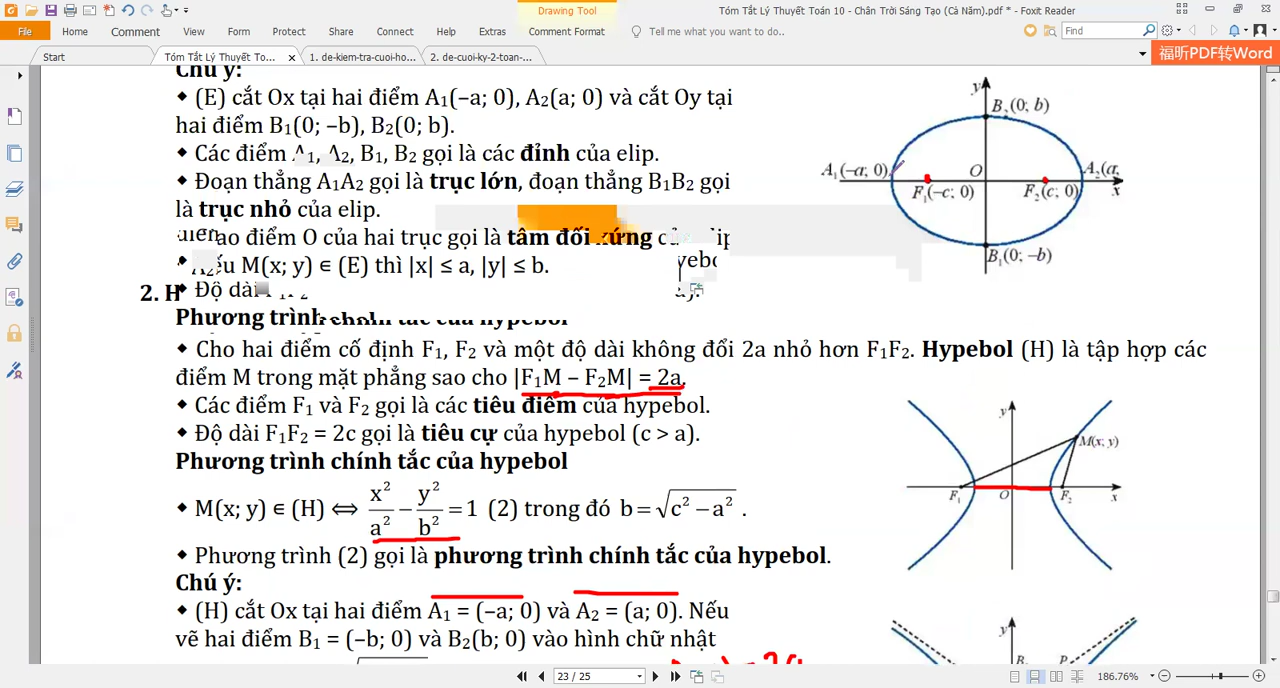 Drawing Tool
Tóm Tắt Lý Thuyết Toán 10 - Chân Trời Sáng Tạo (Cả Năm).pdf * - Foxit Reader
File Home Comment View Form Protect Share Connect Help Extras Comment Format Tell me what you want to do.. Find
Start Tóm Tắt Lý Thuyết To... 1. de-kiem-tra-cuoi-ho... 2. de-cuoi-ky-2-toan-... 福昕PDF转Word
Chú ý:
◆ (E) cắt Ox tại hai điểm A1(–a; 0), A2(a; 0) và cắt Oy tại
hai điểm B1(0; –b), B2(0; b).
◆ Các điểm A1, A2, B1, B2 gọi là các đỉnh của elip.
◆ Đoạn thẳng A1A2 gọi là trục lớn, đoạn thẳng B1B2 gọi
là trục nhỏ của elip.
y
B2(0; b)
A1(–a; 0) O A2(a,
F1(–c; 0) F2(c; 0) x
B1(0; –b)
ao điểm O của hai trục gọi là tâm đối xứng
M(x; y) ∈ (E) thì |x| ≤ a, |y| ≤ b.
◆ Độ dài
2. H
Phương trình chính tắc của hypebol
◆ Cho hai điểm cố định F1, F2 và một độ dài không đổi 2a nhỏ hơn F1F2. Hypebol (H) là tập hợp các
điểm M trong mặt phẳng sao cho |F1M – F2M| = 2a.
◆ Các điểm F1 và F2 gọi là các tiêu điểm của hypebol.
◆ Độ dài F1F2 = 2c gọi là tiêu cự của hypebol (c > a).
Phương trình chính tắc của hypebol
◆ M(x; y) ∈ (H) ⟺ x²/a² – y²/b² = 1 (2) trong đó b = √(c² – a²) .
◆ Phương trình (2) gọi là phương trình chính tắc của hypebol.
Chú ý:
◆ (H) cắt Ox tại hai điểm A1 = (–a; 0) và A2 = (a; 0). Nếu
vẽ hai điểm B1 = (–b; 0) và B2(b; 0) vào hình chữ nhật
y
M(x; y)
F1 O F2 x
y
23 / 25 186.76%